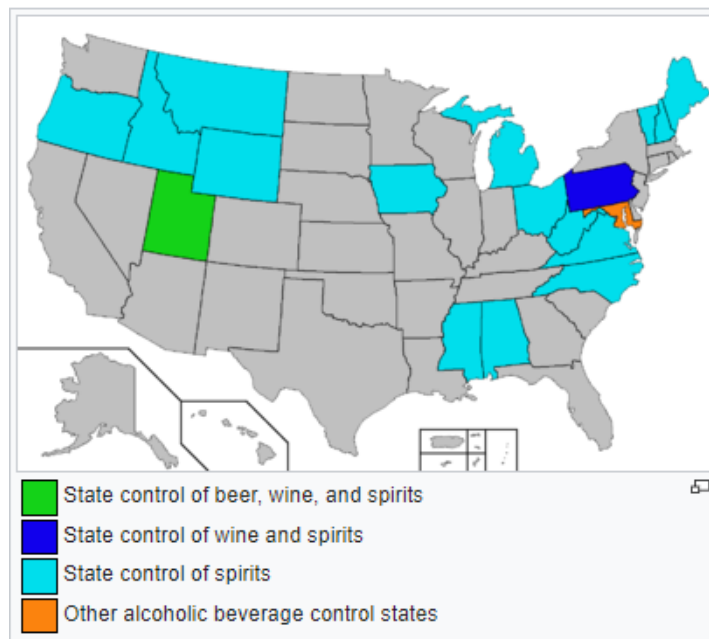 State control of beer, wine, and spirits
State control of wine and spirits
State control of spirits
Other alcoholic beverage control states